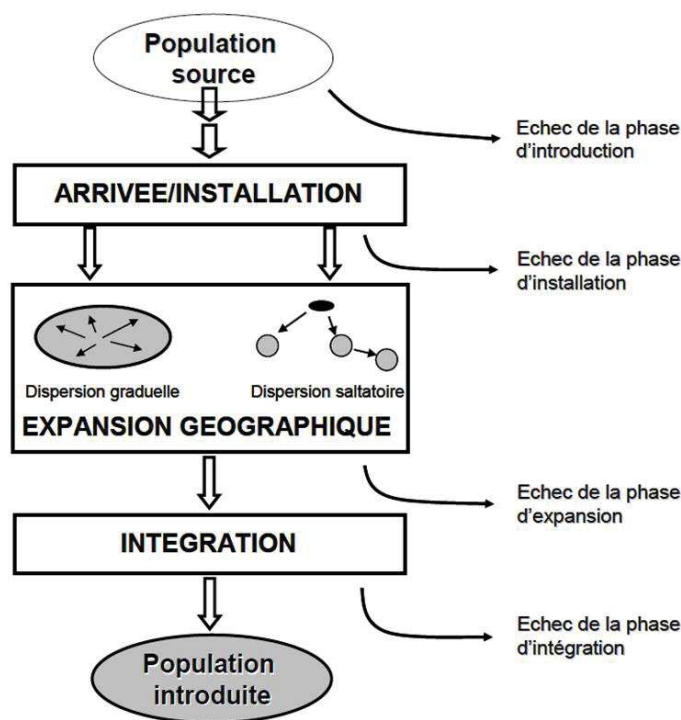 Population
source
Echec de la phase
d'introduction
ARRIVEE/INSTALLATION
Echec de la phase
d'installation
Dispersion graduelle
Dispersion saltatoire
EXPANSION GEOGRAPHIQUE
Echec de la phase
d'expansion
INTEGRATION
Echec de la phase
d'intégration
Population
introduite